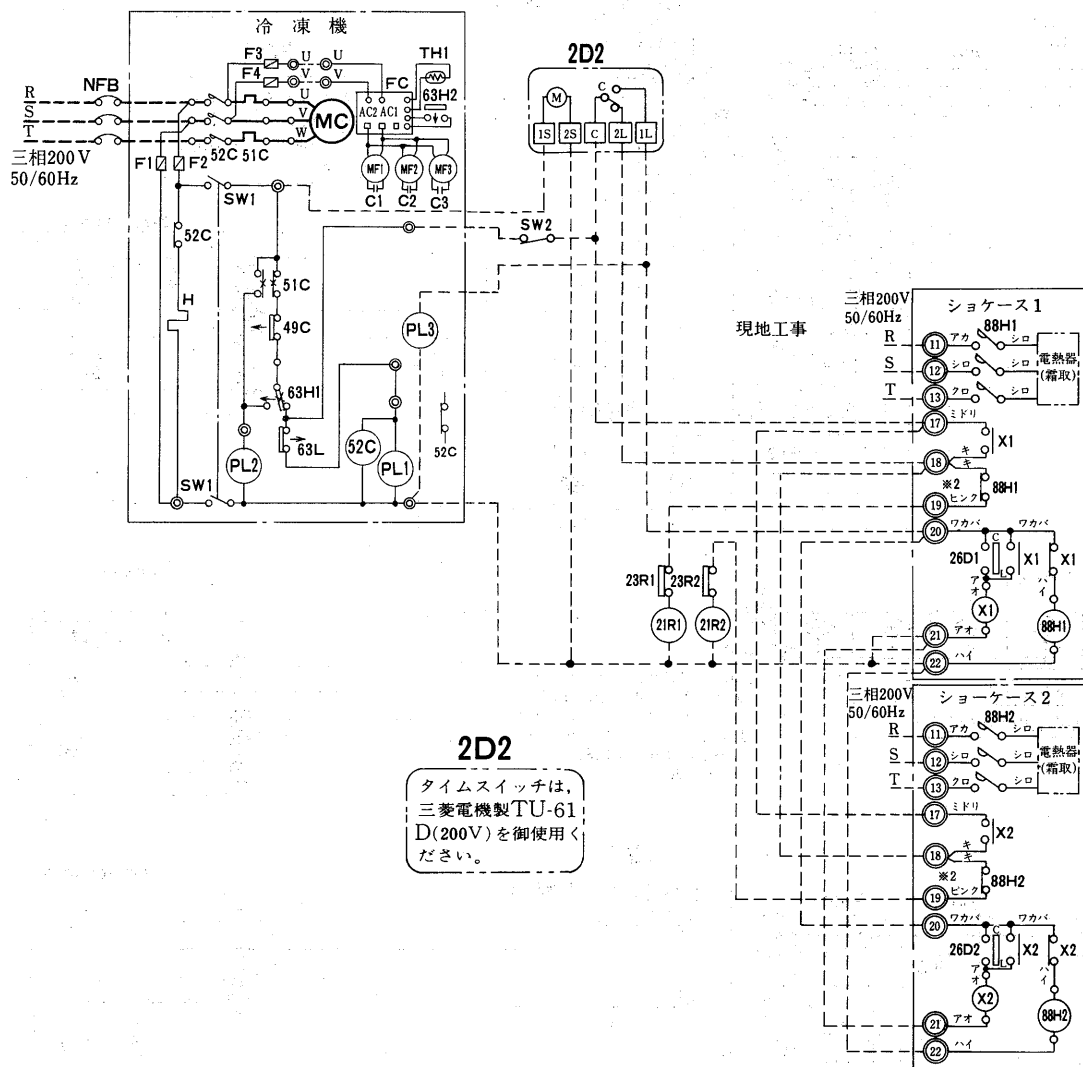 冷凍機
F3 U U
F4 V V
TH1
FC
63H2
AC2 AC1
NFB
R
S
T
三相200V
50/60Hz
U
V
W
MC
52C 51C
F1 F2
MF1 MF2 MF3
C1 C2 C3
SW1
52C
H
51C
49C
63H1
63L
PL3
52C
PL1
PL2
52C
SW1
2D2
M
C
1S 2S C 2L 1L
SW2
現地工事
23R1 23R2
21R1 21R2
2D2
タイムスイッチは,
三菱電機製TU-61
D(200V)を御使用く
ださい。
三相200V
50/60Hz
ショケース1
R 11 アカ 88H1 シロ
S 12 シロ シロ
T 13 クロ シロ
電熱器
(霜取)
17 ミドリ
X1
18 キ
キ
※2
88H1
19 ピンク
20 ワカバ ワカバ
26D1 C L X1 X1
アオ
ハイ
X1
88H1
21 アオ
22 ハイ
三相200V
50/60Hz
ショーケース2
R 11 アカ 88H2 シロ
S 12 シロ シロ
T 13 クロ シロ
電熱器
(霜取)
17 ミドリ
X2
18 キ
キ
※2
88H2
19 ピンク
20 ワカバ ワカバ
26D2 C L X2 X2
アオ
ハイ
X2
88H2
21 アオ
22 ハイ